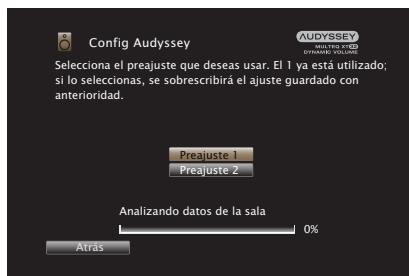 Config Audyssey
AUDYSSEY
MULTEQ XT32
DYNAMIC VOLUME
Selecciona el preajuste que deseas usar. El 1 ya está utilizado;
si lo seleccionas, se sobrescribirá el ajuste guardado con
anterioridad.
Preajuste 1
Preajuste 2
Analizando datos de la sala
0%
Atrás